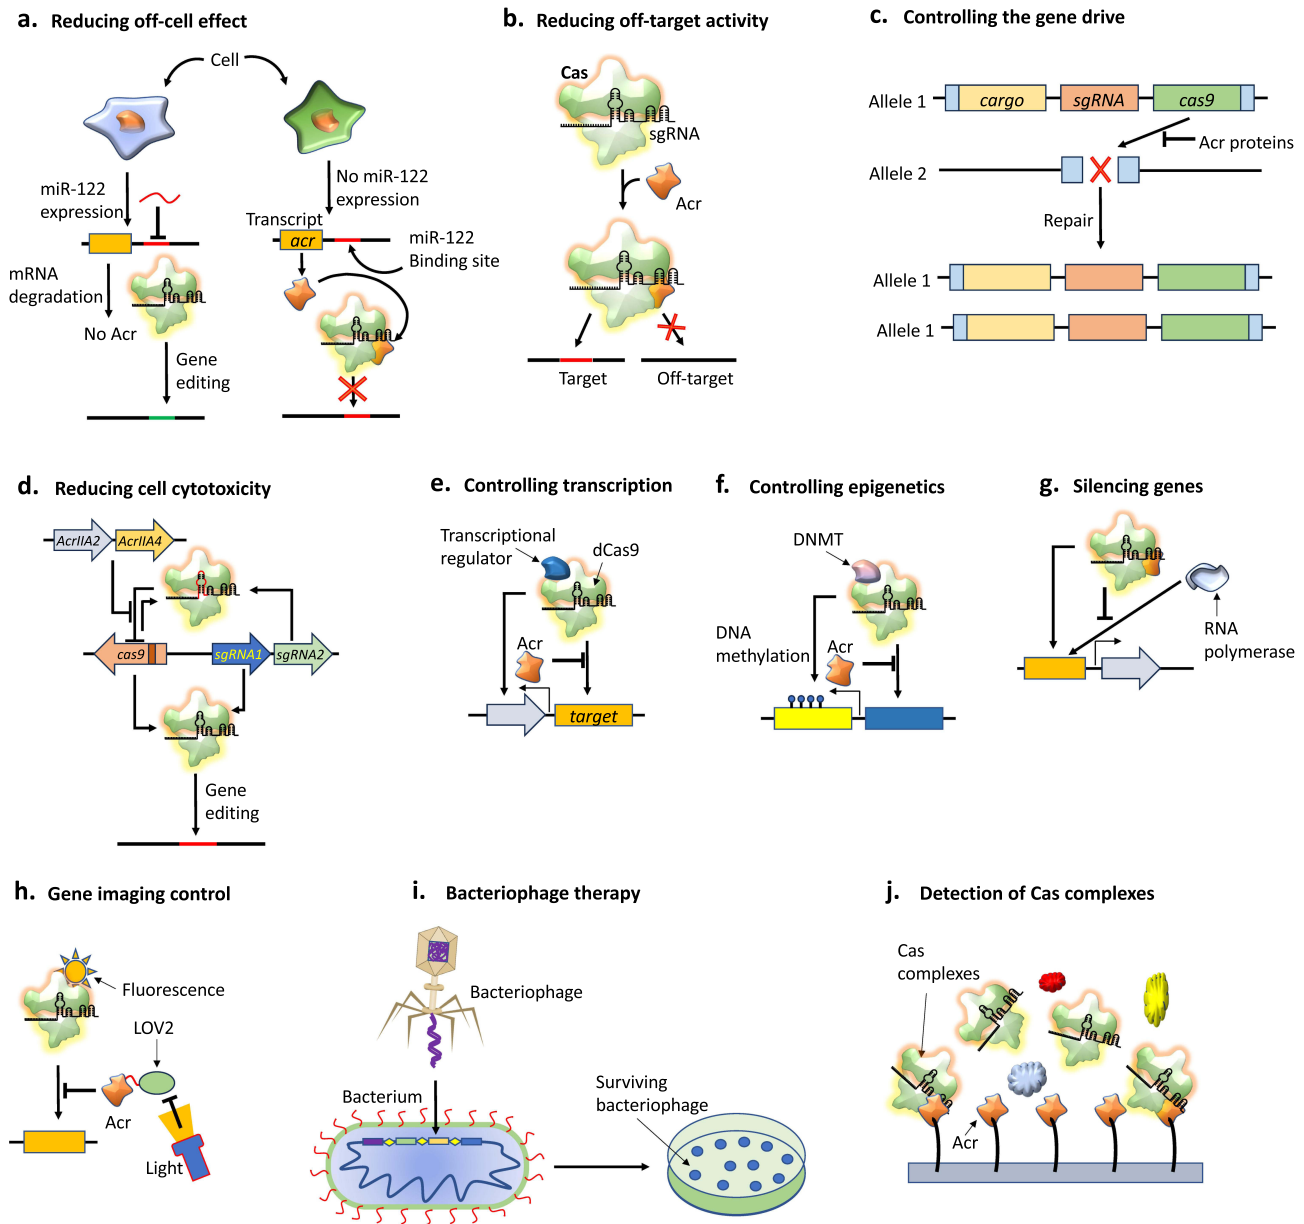 a. Reducing off-cell effect
Cell
miR-122
expression
No miR-122
expression
Transcript
acr
miR-122
Binding site
mRNA
degradation
No Acr
Gene
editing
b. Reducing off-target activity
Cas
sgRNA
Acr
Target
Off-target
c. Controlling the gene drive
Allele 1
cargo
sgRNA
cas9
Acr proteins
Allele 2
Repair
Allele 1
Allele 1
d. Reducing cell cytotoxicity
AcrIIA2
AcrIIA4
cas9
sgRNA1
sgRNA2
Gene
editing
e. Controlling transcription
Transcriptional
regulator
dCas9
Acr
target
f. Controlling epigenetics
DNMT
DNA
methylation
Acr
g. Silencing genes
RNA
polymerase
h. Gene imaging control
Fluorescence
LOV2
Acr
Light
i. Bacteriophage therapy
Bacteriophage
Bacterium
Surviving
bacteriophage
j. Detection of Cas complexes
Cas
complexes
Acr